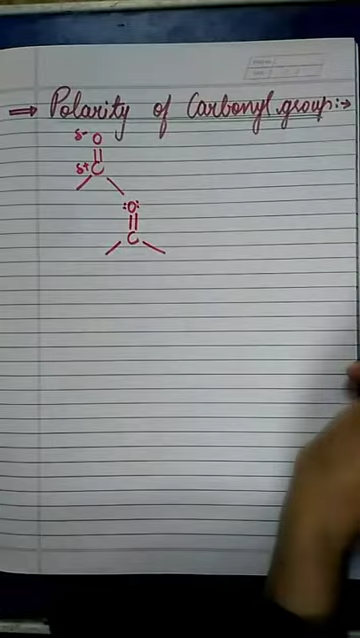 ⇒ Polarity of Carbonyl group:→
δ- O
||
δ+ C
:O:
||
C